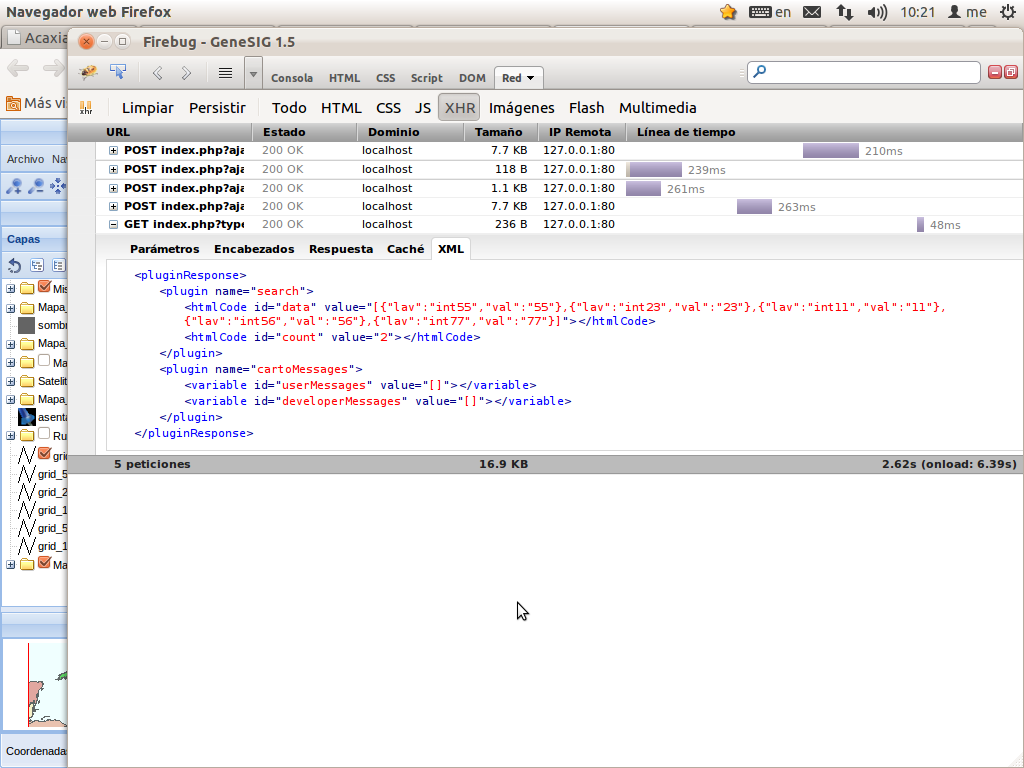 Navegador web Firefox en 10:21 me
Acaxia
Firebug - GeneSIG 1.5
Consola HTML CSS Script DOM Red
Más vi
xhr Limpiar Persistir Todo HTML CSS JS XHR Imágenes Flash Multimedia
URL Estado Dominio Tamaño IP Remota Línea de tiempo
POST index.php?aja 200 OK localhost 7.7 KB 127.0.0.1:80 210ms
Archivo Na
POST index.php?aja 200 OK localhost 118 B 127.0.0.1:80 239ms
POST index.php?aja 200 OK localhost 1.1 KB 127.0.0.1:80 261ms
POST index.php?aja 200 OK localhost 7.7 KB 127.0.0.1:80 263ms
GET index.php?type 200 OK localhost 236 B 127.0.0.1:80 48ms
Capas
Parámetros Encabezados Respuesta Caché XML
<pluginResponse>
<plugin name="search">
<htmlCode id="data" value="[{"lav":"int55","val":"55"},{"lav":"int23","val":"23"},{"lav":"int11","val":"11"},
{"lav":"int56","val":"56"},{"lav":"int77","val":"77"}]"></htmlCode>
<htmlCode id="count" value="2"></htmlCode>
</plugin>
<plugin name="cartoMessages">
<variable id="userMessages" value="[]"></variable>
<variable id="developerMessages" value="[]"></variable>
</plugin>
</pluginResponse>
Mis
Mapa_
sombr
Mapa_
Ma
Satelit
Mapa_
asenta
Ru
grid
grid_5
grid_2
grid_1
grid_5
grid_1
Ma
5 peticiones 16.9 KB 2.62s (onload: 6.39s)
Coordenada